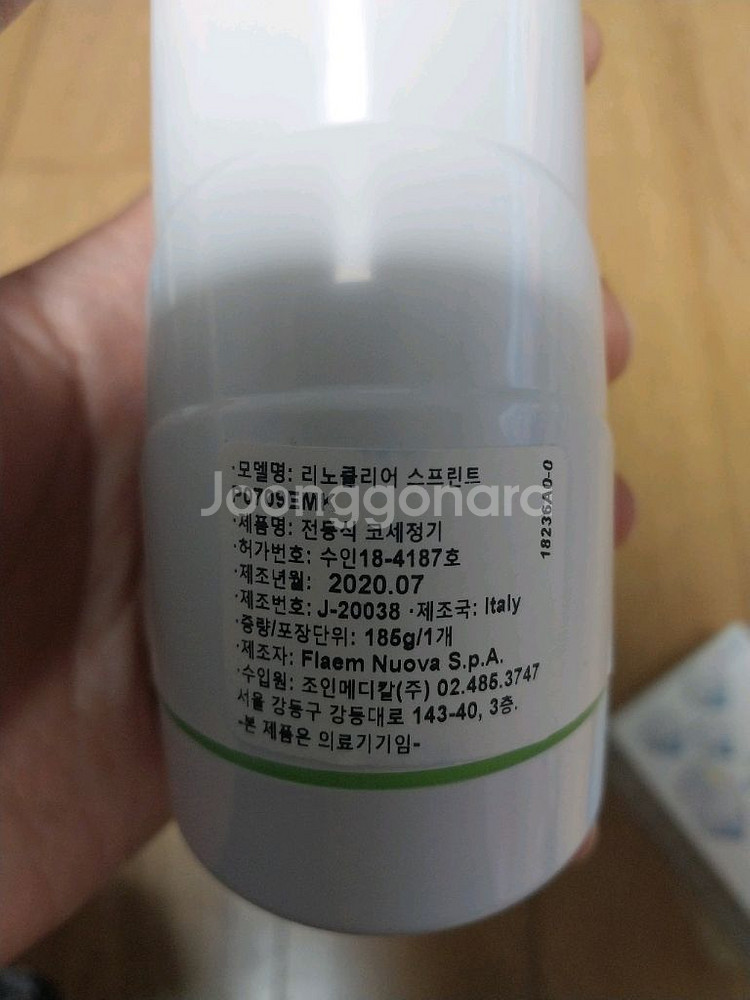 ·모델명: 리노클리어 스프린트
P0709EMK
·제품명: 전동식 코세정기
·허가번호: 수인18-4187호
·제조년월: 2020.07
·제조번호: J-20038 ·제조국: Italy
·중량/포장단위: 185g/1개
·제조자: Flaem Nuova S.p.A.
·수입원: 조인메디칼(주) 02.485.3747
서울 강동구 강동대로 143-40, 3층.
-본 제품은 의료기기임-
18236A0-0
Joonggonara